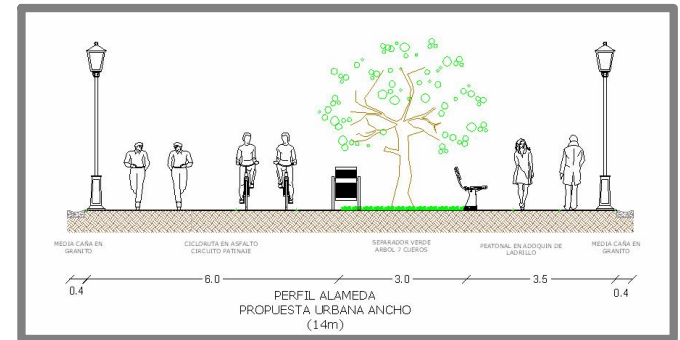 MEDIA CAÑA EN
GRANITO
CICLORUTA EN ASFALTO
CIRCUITO PATINAJE
SEPARADOR VERDE
ARBOL 7 CUEROS
PEATONAL EN ADOQUIN DE
LADRILLO
MEDIA CAÑA EN
GRANITO
0.4
6.0
3.0
3.5
0.4
PERFIL ALAMEDA
PROPUESTA URBANA ANCHO
(14m)